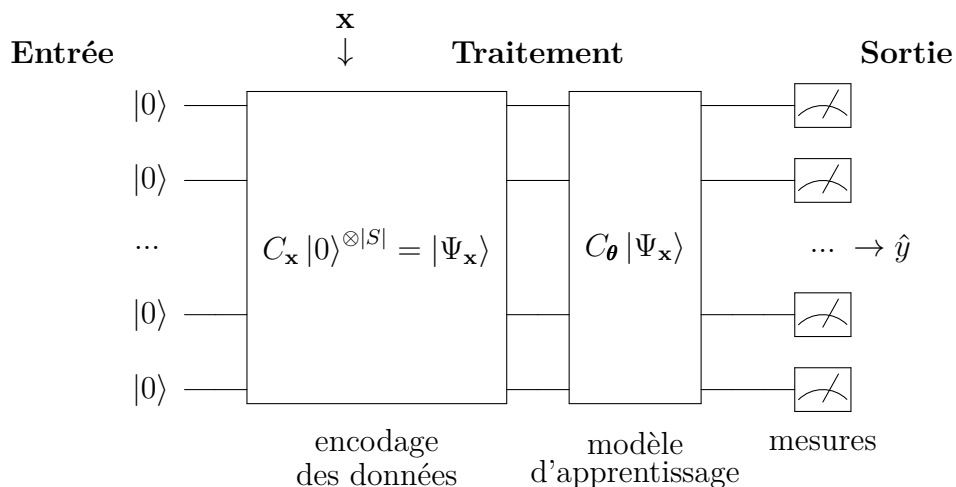 x
↓
Entrée Traitement Sortie
|0⟩
|0⟩
... C_x |0⟩^{⊗|S|} = |Ψ_x⟩ C_θ |Ψ_x⟩ ... → ŷ
|0⟩
|0⟩
encodage
des données
modèle
d'apprentissage
mesures